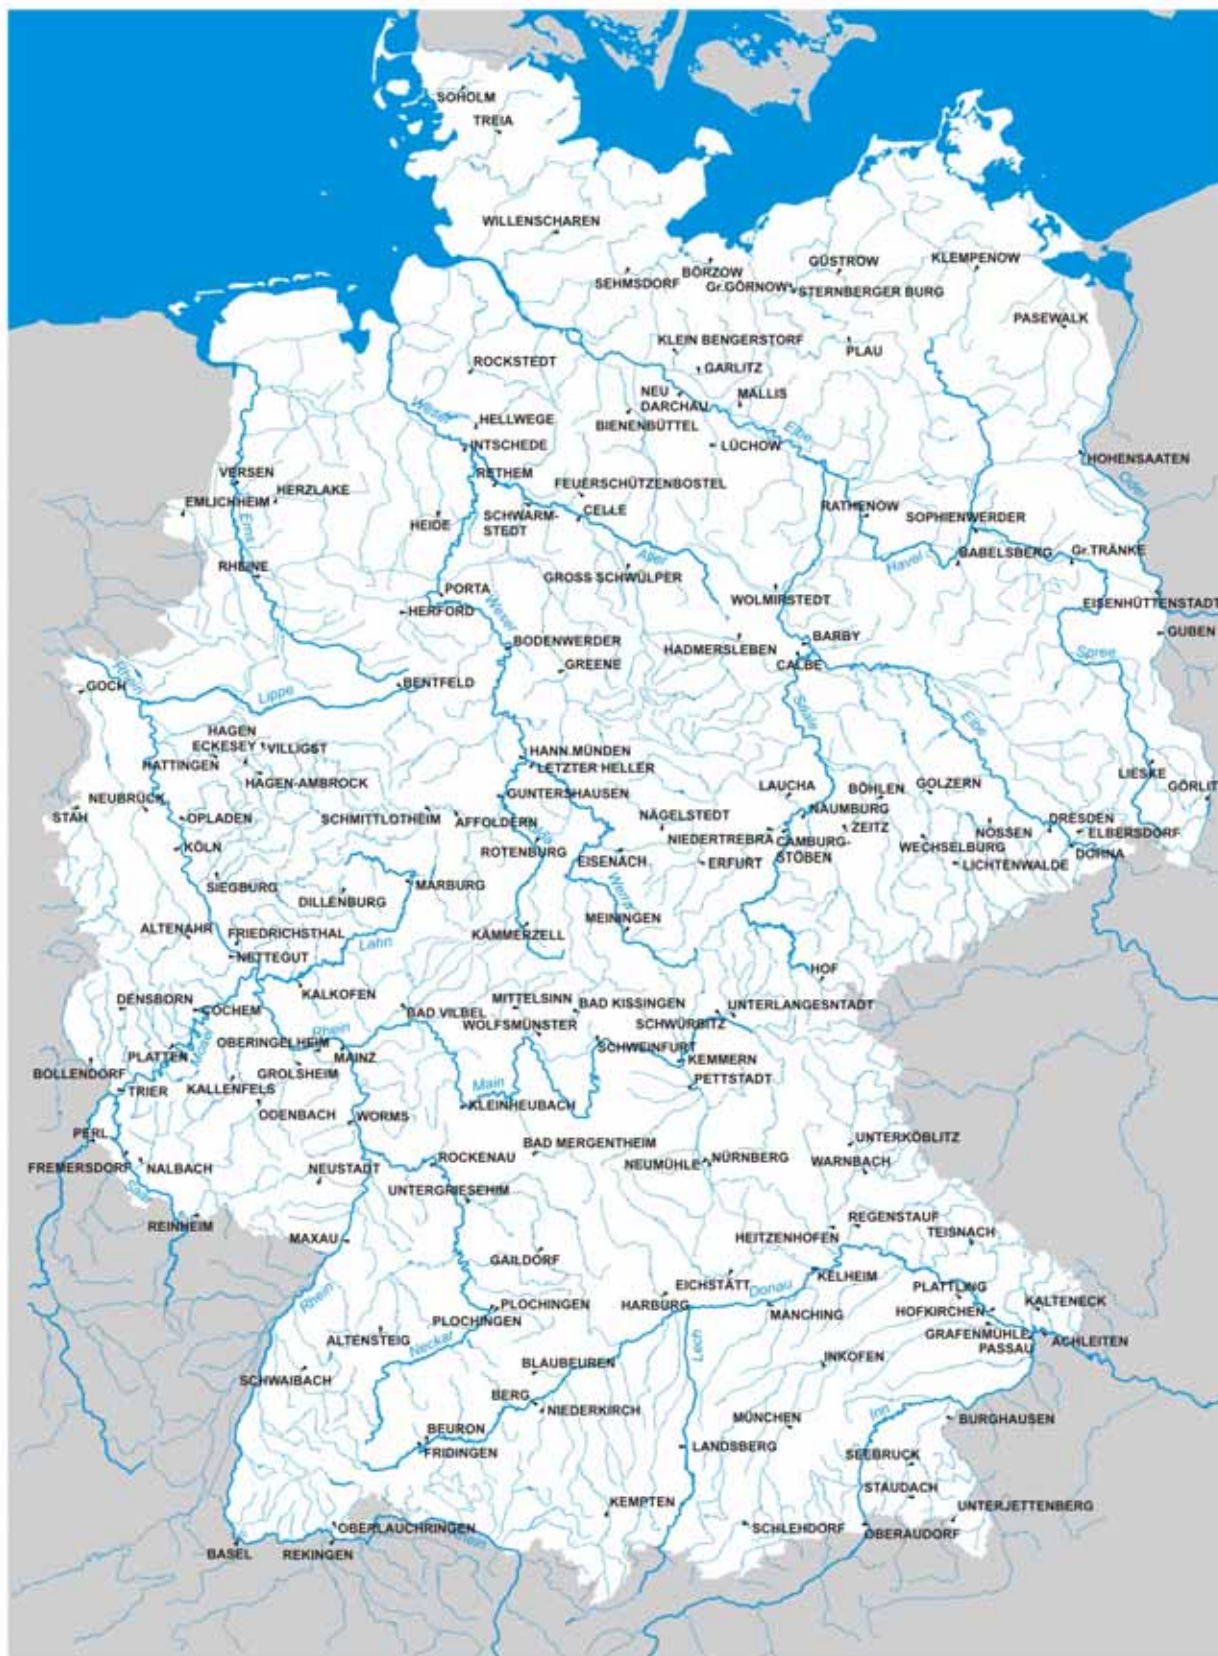 SOHOLM
TREIA
WILLENSCHAREN
SEHMSDORF
BÖRZOW
Gr.GÖRNOW
GÜSTROW
STERNBERGER BURG
KLEMPENOW
PASEWALK
KLEIN BENGERSTORF
PLAU
GARLITZ
ROCKSTEDT
NEU
DARCHAU
MALLIS
Weser
HELLWEGE
BIENENBÜTTEL
Elbe
INTSCHEDE
LÜCHOW
HOHENSAATEN
VERSEN
RETHEM
FEUERSCHÜTZENBOSTEL
Oder
EMLICHHEIM
HERZLAKE
HEIDE
SCHWARM-
STEDT
CELLE
RATHENOW
SOPHIENWERDER
Ems
Aller
BABELSBERG
Gr.TRÄNKE
Havel
RHEINE
GROSS SCHWÜLPER
PORTA
WOLMIRSTEDT
EISENHÜTTENSTADT
HERFORD
Weser
GUBEN
BODENWERDER
HADMERSLEBEN
BARBY
Rhein
GREENE
CALBE
Spree
GOCH
Lippe
BENTFELD
Saale
Elbe
HAGEN
ECKESEY
VILLIGST
HATTINGEN
HANN.MÜNDEN
LETZTER HELLER
HAGEN-AMBROCK
LIESKE
NEUBRÜCK
GUNTERSHAUSEN
LAUCHA
BÖHLEN
GOLZERN
GÖRLIT
STAH
OPLADEN
SCHMITTLOTHEIM
AFFOLDERN
NÄGELSTEDT
NAUMBURG
ZEITZ
NOSSEN
DRESDEN
ELBERSDORF
KÖLN
ROTENBURG
EISENACH
NIEDERTREBRA
CAMBURG-
STÖBEN
WECHSELBURG
DOHNA
ERFURT
LICHTENWALDE
SIEGBURG
DILLENBURG
MARBURG
Werra
ALTENAHR
FRIEDRICHSTHAL
Lahn
KÄMMERZELL
MEININGEN
NETTEGUT
HOF
DENSBORN
KALKOFEN
COCHEM
BAD VILBEL
MITTELSINN
BAD KISSINGEN
UNTERLANGESNTADT
Mosel
Rhein
WOLFSMÜNSTER
SCHWÜRBITZ
OBERINGELHEIM
MAINZ
SCHWEINFURT
PLATTEN
GROLSHEIM
KEMMERN
BOLLENDORF
TRIER
KALLENFELS
Main
PETTSTADT
ODENBACH
KLEINHEUBACH
WORMS
PERL
BAD MERGENTHEIM
UNTERKÖBLITZ
FREMERSDORF
NALBACH
NEUSTADT
ROCKENAU
NEUMÜHLE
NÜRNBERG
WARNBACH
Saar
UNTERGRIESEHIM
REINHEIM
REGENSTAUF
MAXAU
HEITZENHOFEN
TEISNACH
GAILDORF
EICHSTÄTT
KELHEIM
Rhein
Donau
PLATTLING
PLOCHINGEN
HARBURG
MANCHING
HOFKIRCHEN
KALTENECK
PLOCHINGEN
ALTENSTEIG
Neckar
Lech
GRAFENMÜHLE
PASSAU
ACHLEITEN
INKOFEN
SCHWAIBACH
BLAUBEUREN
BERG
NIEDERKIRCH
Inn
MÜNCHEN
BURGHAUSEN
BEURON
FRIDINGEN
LANDSBERG
SEEBRUCK
STAUDACH
KEMPTEN
UNTERJETTENBERG
OBERLAUCHRINGEN
Rhein
SCHLEHDORF
OBERAUDORF
BASEL
REKINGEN